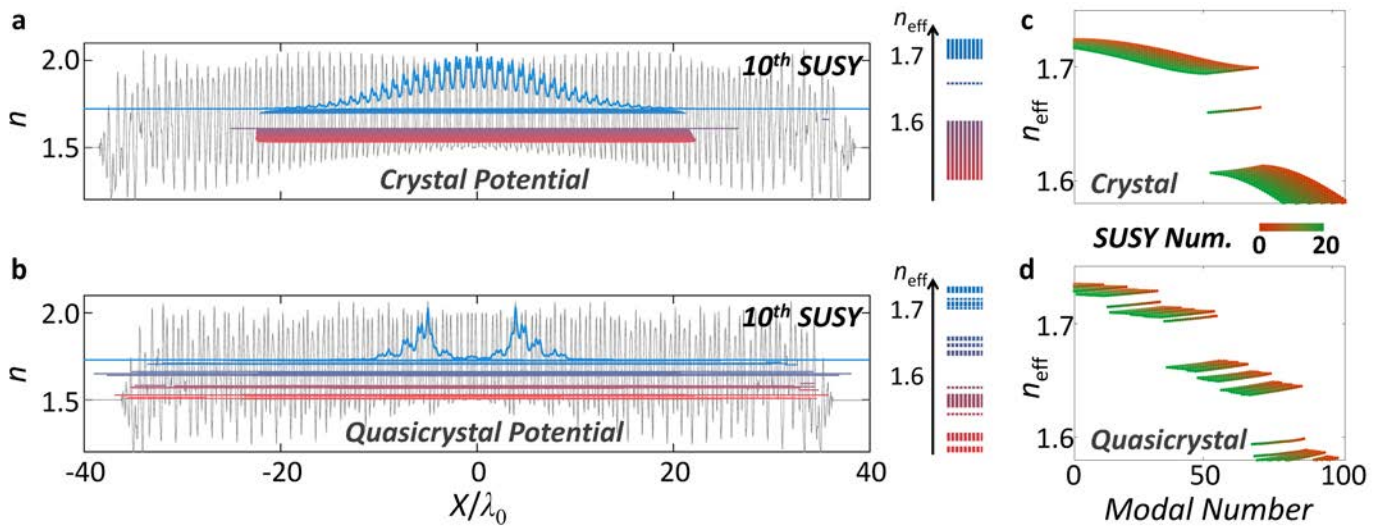 a
2.0
n
1.5
10th SUSY
Crystal Potential
neff
1.7
1.6
c
1.7
neff
1.6
Crystal
SUSY Num.
0 20
b
2.0
n
1.5
10th SUSY
Quasicrystal Potential
-40 -20 0 20 40
X/λ0
neff
1.7
1.6
d
1.7
neff
1.6
Quasicrystal
0 50 100
Modal Number